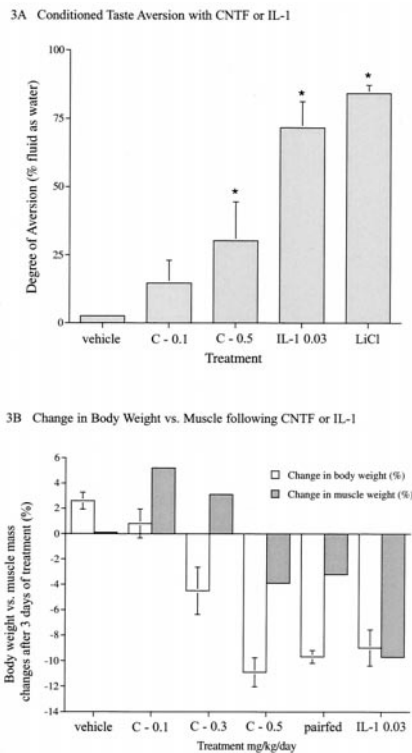 3A Conditioned Taste Aversion with CNTF or IL-1
Degree of Aversion (% fluid as water)
100
75
50
25
0
*
*
*
vehicle C - 0.1 C - 0.5 IL-1 0.03 LiCl
Treatment
3B Change in Body Weight vs. Muscle following CNTF or IL-1
Body weight vs. muscle mass
changes after 3 days of treatment (%)
6
4
2
0
-2
-4
-6
-8
-10
-12
-14
Change in body weight (%)
Change in muscle weight (%)
vehicle C - 0.1 C - 0.3 C - 0.5 pairfed IL-1 0.03
Treatment mg/kg/day